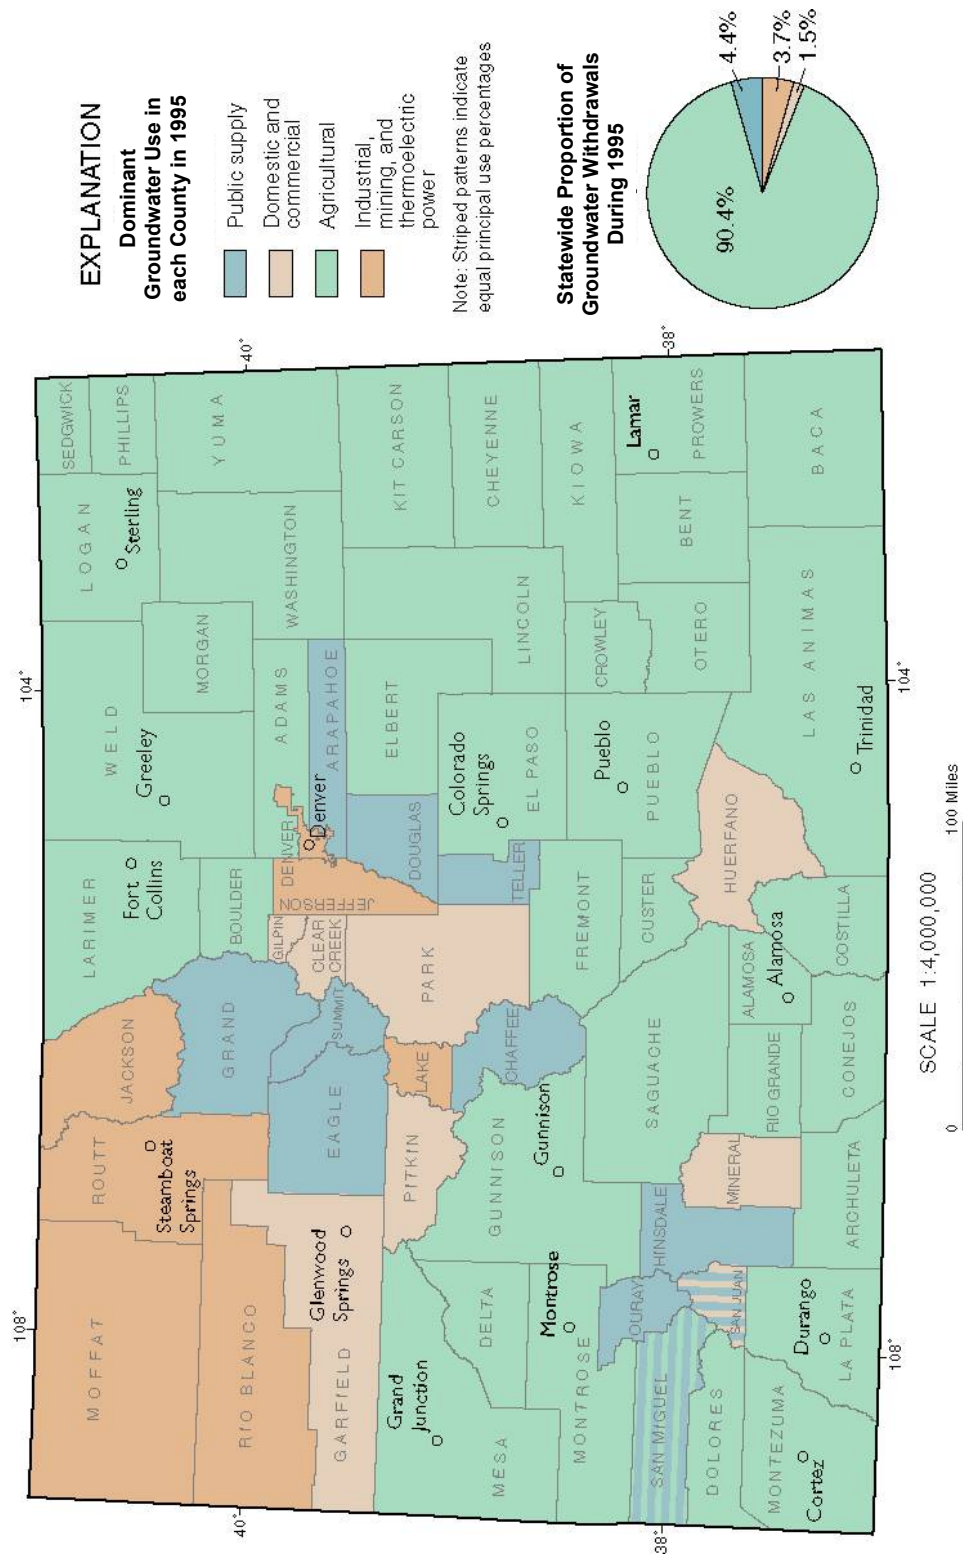 EXPLANATION
Dominant
Groundwater Use in
each County in 1995
Public supply
Domestic and
commercial
Agricultural
Industrial,
mining, and
thermoelectric
power
Note: Striped patterns indicate
equal principal use percentages
Statewide Proportion of
Groundwater Withdrawals
During 1995
90.4%
4.4%
3.7%
1.5%
108°
104°
40°
40°
38°
38°
108°
104°
MOFFAT
ROUTT
Steamboat
Springs
JACKSON
LARIMER
Fort
Collins
WELD
Greeley
LOGAN
Sterling
SEDGWICK
PHILLIPS
YUMA
MORGAN
WASHINGTON
RIO BLANCO
GARFIELD
Glenwood
Springs
EAGLE
GRAND
SUMMIT
BOULDER
GILPIN
CLEAR
CREEK
JEFFERSON
DENVER
Denver
ADAMS
ARAPAHOE
DOUGLAS
ELBERT
LINCOLN
KIT CARSON
CHEYENNE
KIOWA
MESA
Grand
Junction
DELTA
PITKIN
LAKE
PARK
CHAFFEE
TELLER
EL PASO
Colorado
Springs
GUNNISON
Gunnison
MONTROSE
Montrose
OURAY
SAN MIGUEL
DOLORES
SAN JUAN
HINSDALE
SAGUACHE
FREMONT
CUSTER
PUEBLO
Pueblo
CROWLEY
OTERO
BENT
PROWERS
Lamar
MONTEZUMA
Cortez
LA PLATA
Durango
ARCHULETA
MINERAL
RIO GRANDE
CONEJOS
ALAMOSA
Alamosa
COSTILLA
HUERFANO
LAS ANIMAS
Trinidad
BACA
SCALE 1:4,000,000
0
100 Miles